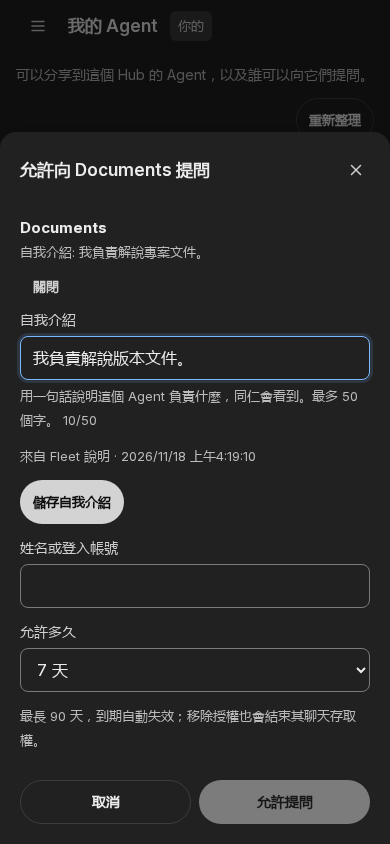 我的 Agent 你的
可以分享到這個 Hub 的 Agent，以及誰可以向它們提問。
重新整理
允許向 Documents 提問
Documents
自我介紹: 我負責解說專案文件。
關閉
自我介紹
我負責解說版本文件。
用一句話說明這個 Agent 負責什麼，同仁會看到。最多 50
個字。 10/50
來自 Fleet 說明 · 2026/11/18 上午4:19:10
儲存自我介紹
姓名或登入帳號
允許多久
7 天
最長 90 天，到期自動失效；移除授權也會結束其聊天存取
權。
取消 允許提問